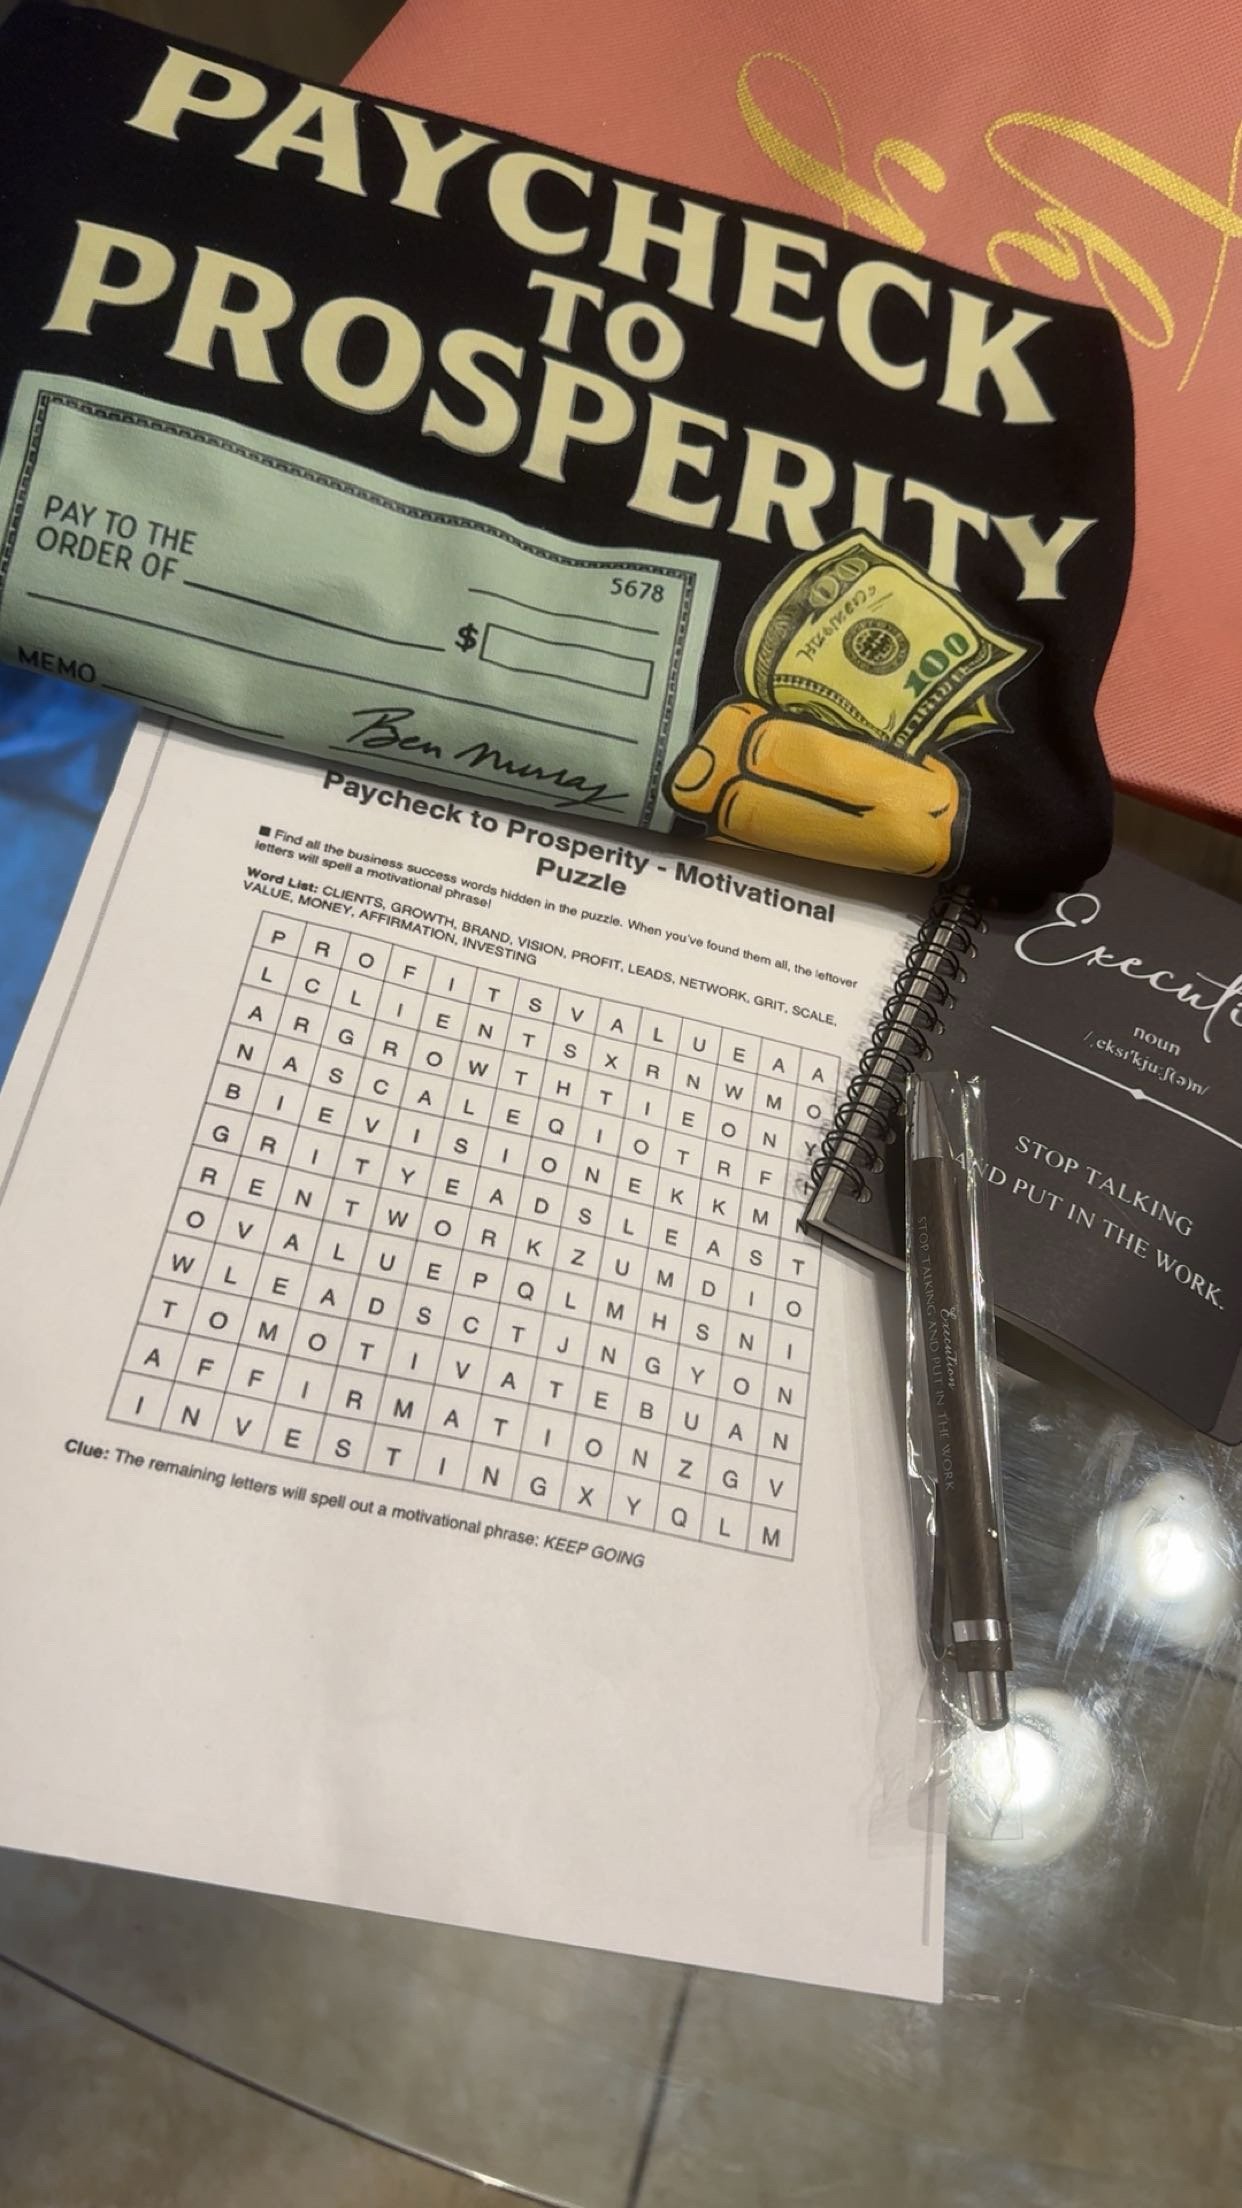 PAYCHECK
TO
PROSPERITY
PAY TO THE
ORDER OF
5678
$
MEMO
Ben Murray
100
Paycheck to Prosperity - Motivational
Puzzle
■ Find all the business success words hidden in the puzzle. When you've found them all, the leftover
letters will spell a motivational phrase!
Word List: CLIENTS, GROWTH, BRAND, VISION, PROFIT, LEADS, NETWORK, GRIT, SCALE,
VALUE, MONEY, AFFIRMATION, INVESTING
P R O F I T S V A L U E A A
L C L I E N T S X R N W M O
A R G R O W T H T I E O N Y
N A S C A L E Q I O T R F
B I E V I S I O N E K K M N
G R I T Y E A D S L E A S T
R E N T W O R K Z U M D I O
O V A L U E P Q L M H S N I
W L E A D S C T J N G Y O N
T O M O T I V A T E B U A N
A F F I R M A T I O N Z G V
I N V E S T I N G X Y Q L M
Clue: The remaining letters will spell out a motivational phrase: KEEP GOING
noun
/ˌeksɪˈkjuːʃ(ə)n/
STOP TALKING
AND PUT IN THE WORK.
Execution
STOP TALKING AND PUT IN THE WORK